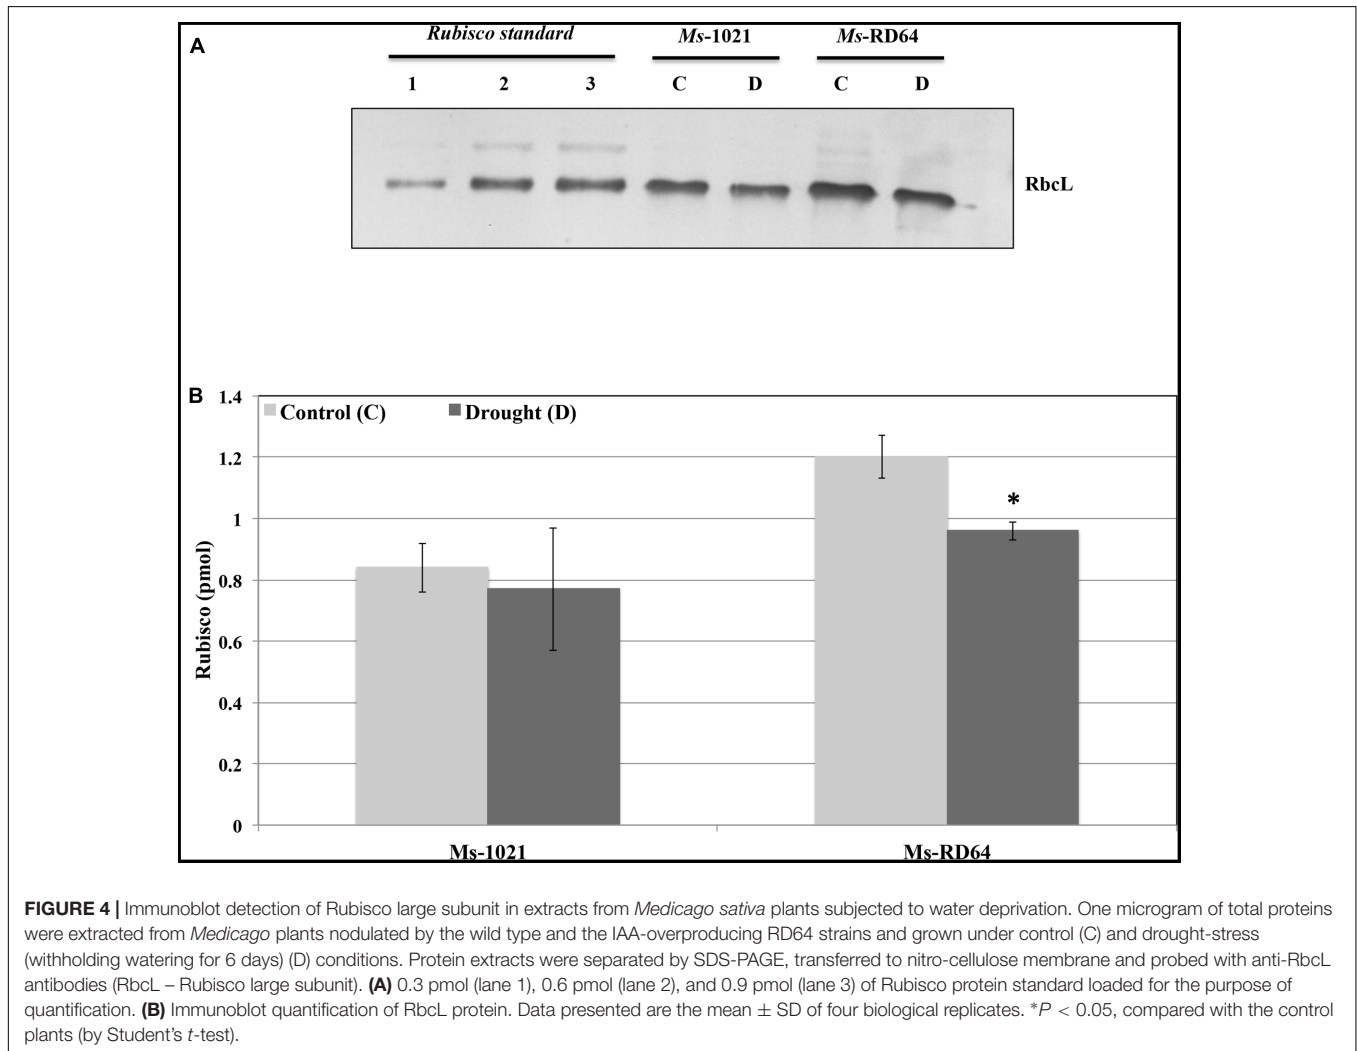 A
Rubisco standard Ms-1021 Ms-RD64
1 2 3 C D C D
RbcL
B
1.4
Control (C) Drought (D)
1.2
*
1
0.8
Rubisco (pmol)
0.6
0.4
0.2
0
Ms-1021 Ms-RD64
FIGURE 4 | Immunoblot detection of Rubisco large subunit in extracts from Medicago sativa plants subjected to water deprivation. One microgram of total proteins
were extracted from Medicago plants nodulated by the wild type and the IAA-overproducing RD64 strains and grown under control (C) and drought-stress
(withholding watering for 6 days) (D) conditions. Protein extracts were separated by SDS-PAGE, transferred to nitro-cellulose membrane and probed with anti-RbcL
antibodies (RbcL – Rubisco large subunit). (A) 0.3 pmol (lane 1), 0.6 pmol (lane 2), and 0.9 pmol (lane 3) of Rubisco protein standard loaded for the purpose of
quantification. (B) Immunoblot quantification of RbcL protein. Data presented are the mean ± SD of four biological replicates. *P < 0.05, compared with the control
plants (by Student's t-test).